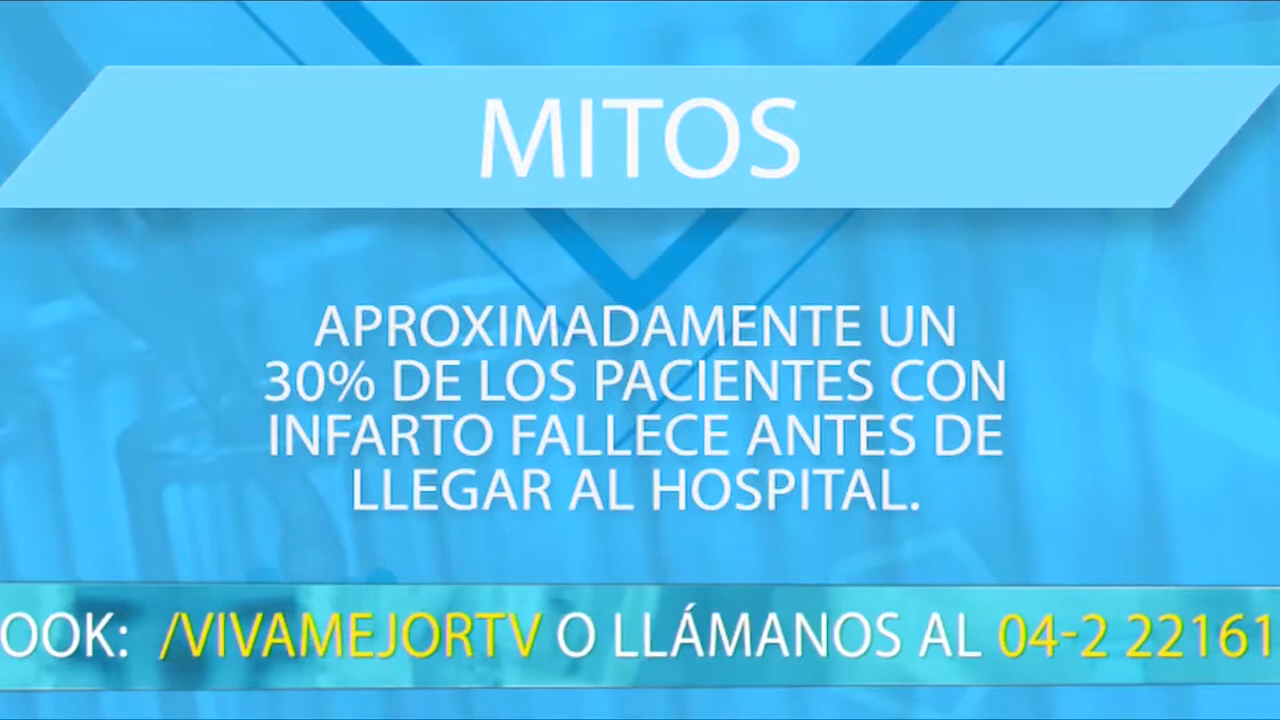 MITOS
APROXIMADAMENTE UN
30% DE LOS PACIENTES CON
INFARTO FALLECE ANTES DE
LLEGAR AL HOSPITAL.
OOK: /VIVAMEJORTV O LLÁMANOS AL 04-2 22161